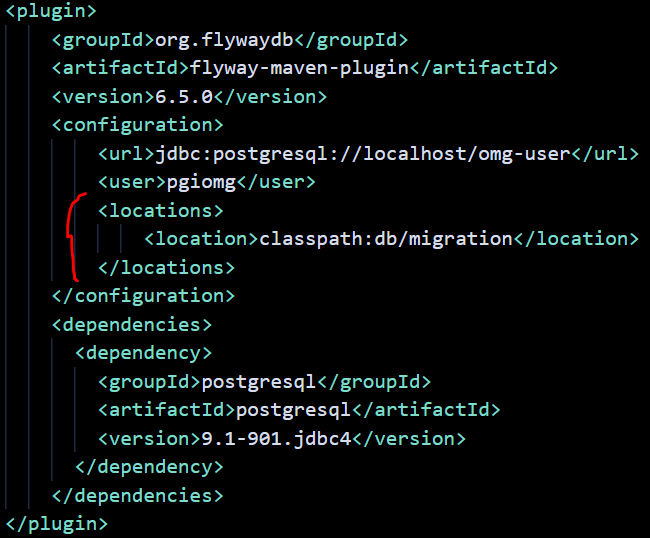 <plugin>
<groupId>org.flywaydb</groupId>
<artifactId>flyway-maven-plugin</artifactId>
<version>6.5.0</version>
<configuration>
<url>jdbc:postgresql://localhost/omg-user</url>
<user>pgiomg</user>
<locations>
<location>classpath:db/migration</location>
</locations>
</configuration>
<dependencies>
<dependency>
<groupId>postgresql</groupId>
<artifactId>postgresql</artifactId>
<version>9.1-901.jdbc4</version>
</dependency>
</dependencies>
</plugin>